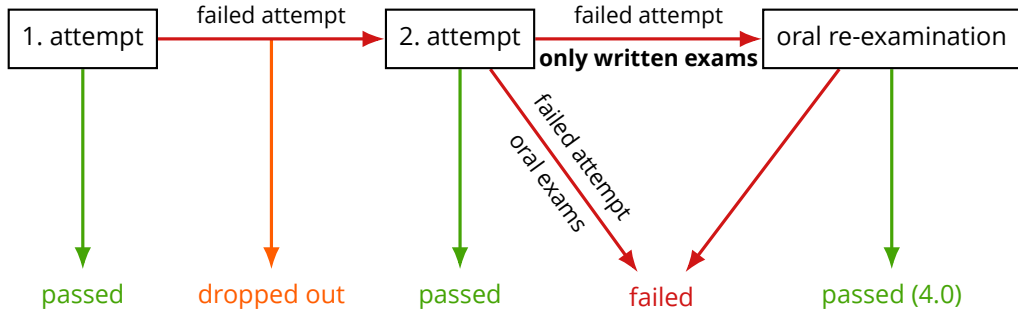 failed attempt
failed attempt
1. attempt
2. attempt
only written exams
oral re-examination
failed attempt
oral exams
passed
dropped out
passed
failed
passed (4.0)